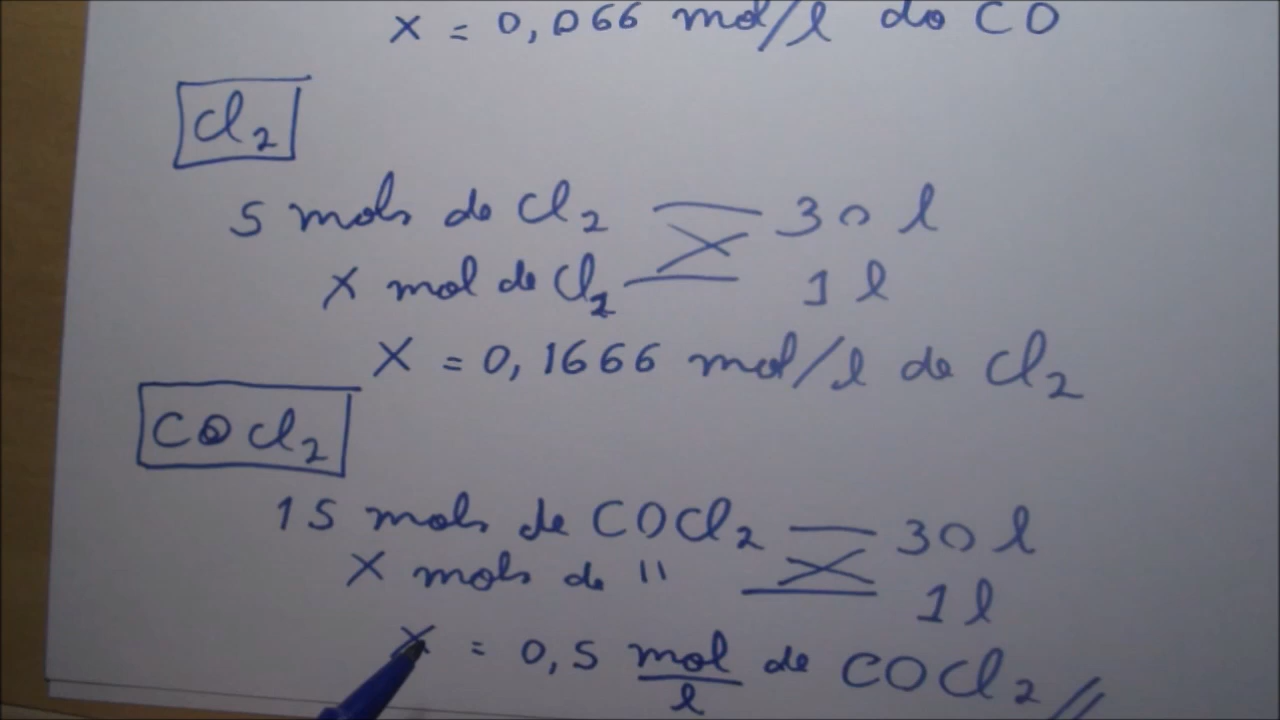 x = 0,066 mol/l do CO
Cl2
5 mols de Cl2 30 l
x mol de Cl2 1 l
x = 0,1666 mol/l de Cl2
COCl2
15 mols de COCl2 30 l
x mols de " 1 l
x = 0,5 mol/l de COCl2 //